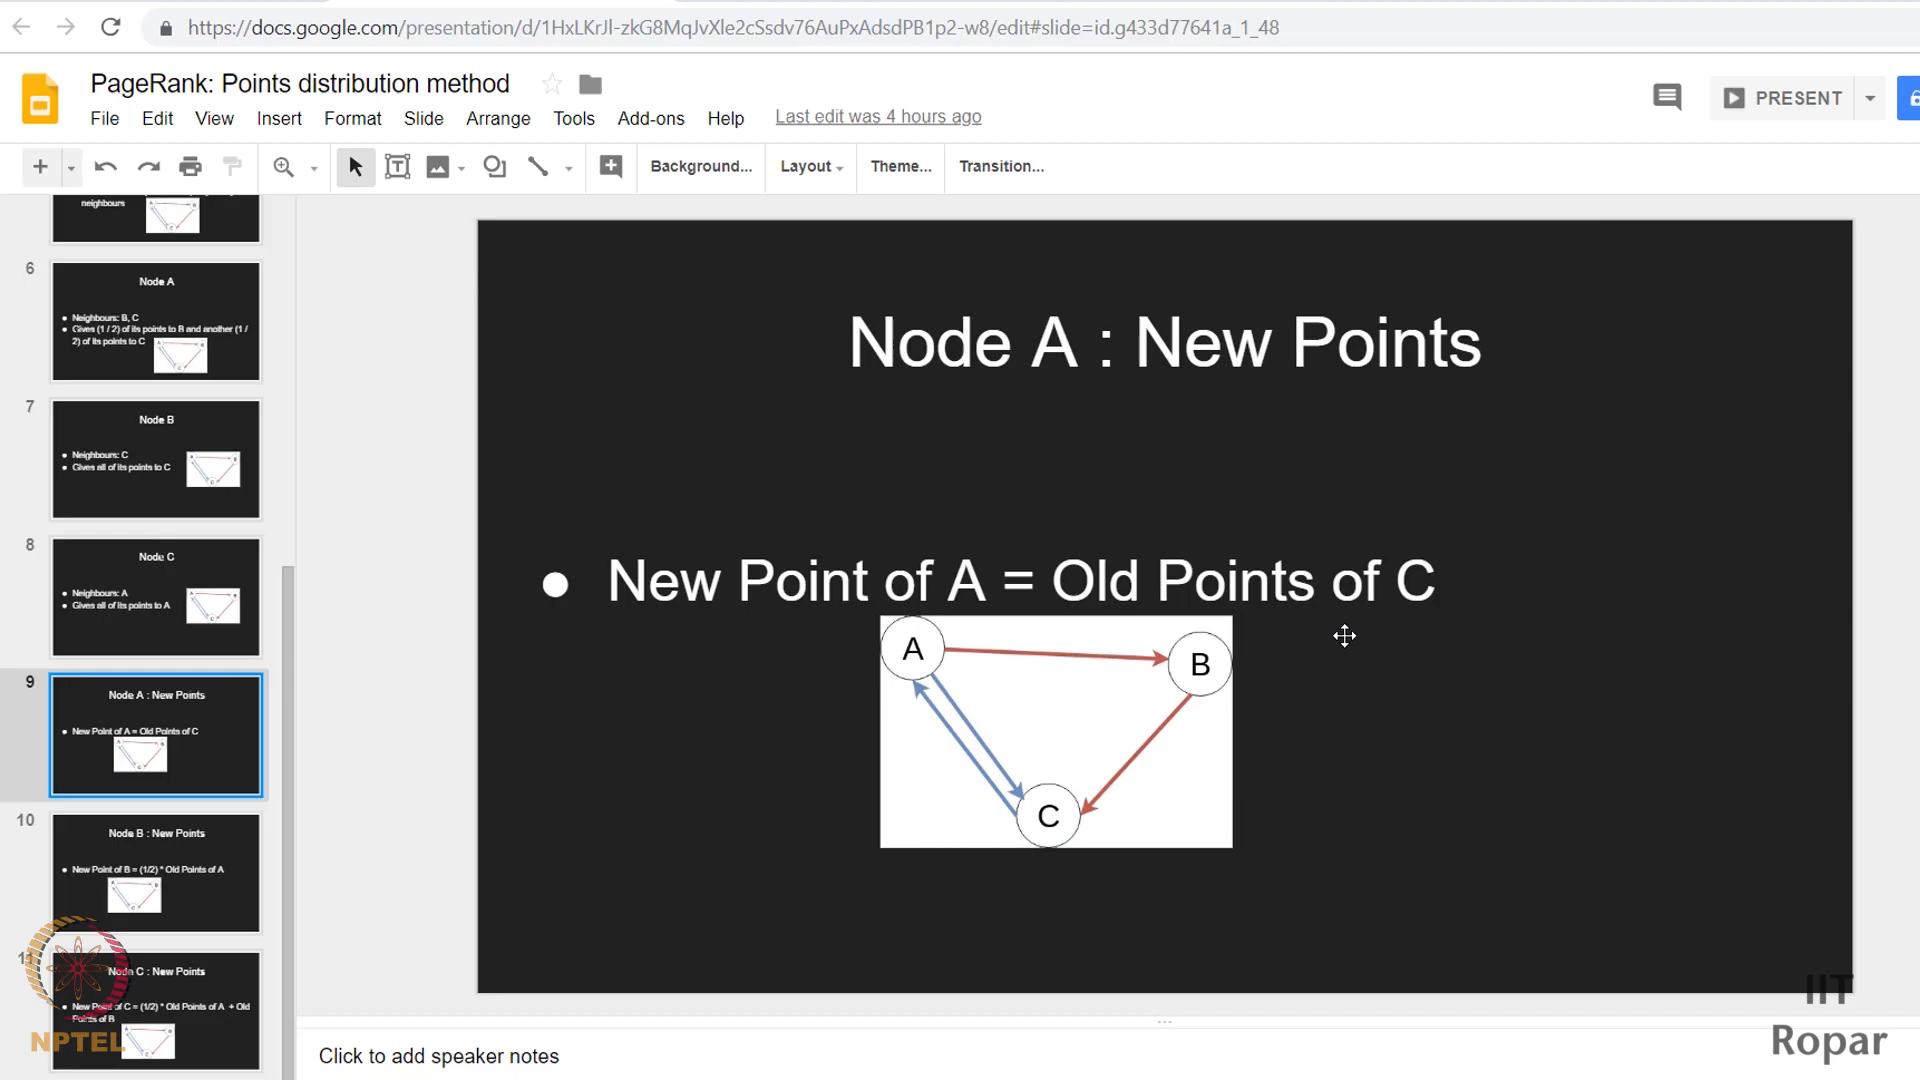 https://docs.google.com/presentation/d/1HxLKrJl-zkG8MqJvXle2cSsdv76AuPxAdsdPB1p2-w8/edit#slide=id.g433d77641a_1_48
PageRank: Points distribution method
File Edit View Insert Format Slide Arrange Tools Add-ons Help Last edit was 4 hours ago
PRESENT
Background... Layout Theme... Transition...
neighbours
6
Node A
Neighbours: B, C
Gives (1 / 2) of its points to B and another (1 /
2) of its points to C
7
Node B
Neighbours: C
Gives all of its points to C
8
Node C
Neighbours: A
Gives all of its points to A
9
Node A : New Points
New Point of A = Old Points of C
10
Node B : New Points
New Point of B = (1/2) * Old Points of A
11
Node C : New Points
New Point of C = (1/2) * Old Points of A + Old
Points of B
NPTEL
Node A : New Points
● New Point of A = Old Points of C
A
B
C
Click to add speaker notes
IIT
Ropar